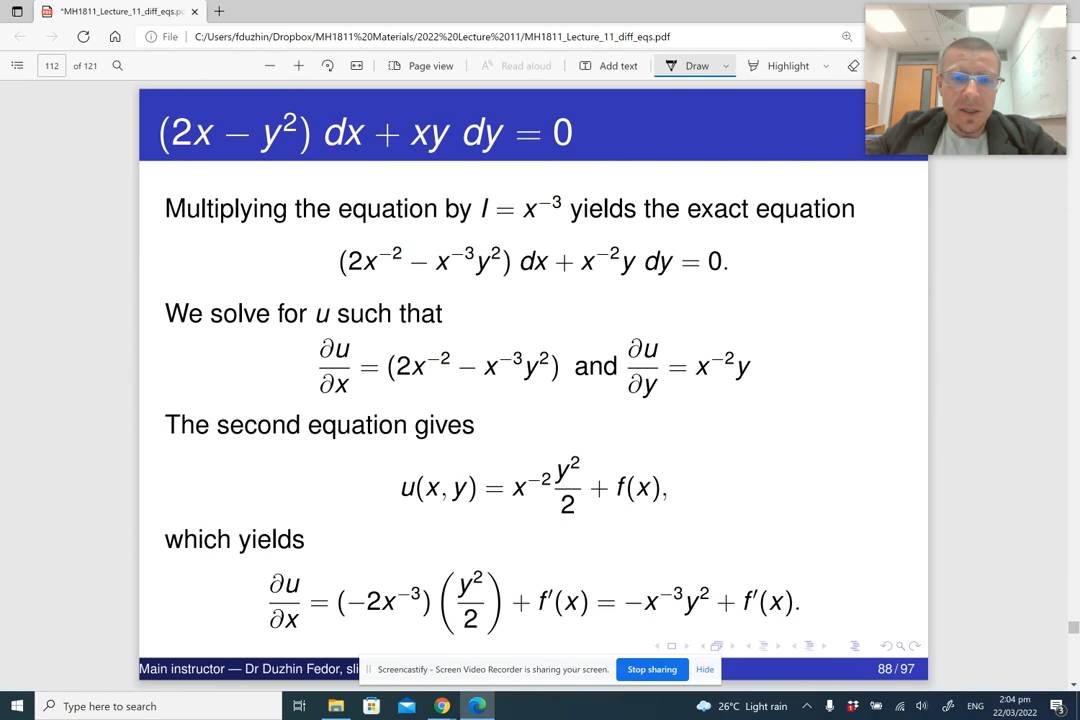 *MH1811_Lecture_11_diff_eqs.pd
File C:/Users/fduzhin/Dropbox/MH1811%20Materials/2022%20Lecture%2011/MH1811_Lecture_11_diff_eqs.pdf
112 of 121 Page view Read aloud Add text Draw Highlight
(2x − y²) dx + xy dy = 0
Multiplying the equation by I = x⁻³ yields the exact equation
(2x⁻² − x⁻³y²) dx + x⁻²y dy = 0.
We solve for u such that
∂u/∂x = (2x⁻² − x⁻³y²) and ∂u/∂y = x⁻²y
The second equation gives
u(x, y) = x⁻² y²/2 + f(x),
which yields
∂u/∂x = (−2x⁻³) (y²/2) + f′(x) = −x⁻³y² + f′(x).
Main instructor — Dr Duzhin Fedor, sli
88/97
Screencastify - Screen Video Recorder is sharing your screen. Stop sharing Hide
Type here to search
26°C Light rain
ENG
2:04 pm
22/03/2022
3